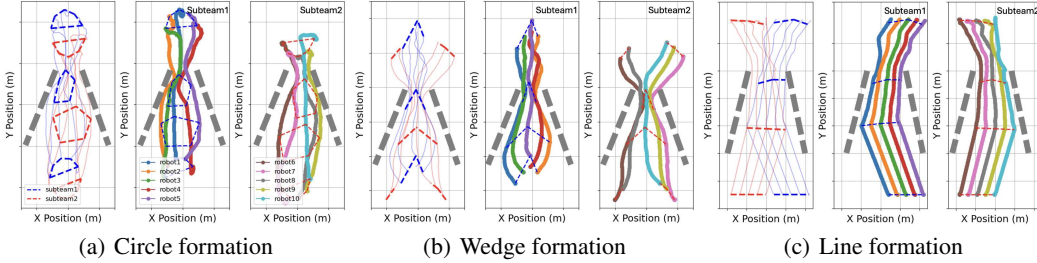 Y Position (m)
subteam1
subteam2
X Position (m)
Subteam1
Y Position (m)
robot1
robot2
robot3
robot4
robot5
X Position (m)
Subteam2
Y Position (m)
robot6
robot7
robot8
robot9
robot10
X Position (m)
(a) Circle formation
Y Position (m)
X Position (m)
Subteam1
Y Position (m)
X Position (m)
Subteam2
Y Position (m)
X Position (m)
(b) Wedge formation
Y Position (m)
X Position (m)
Subteam1
Y Position (m)
X Position (m)
Subteam2
Y Position (m)
X Position (m)
(c) Line formation